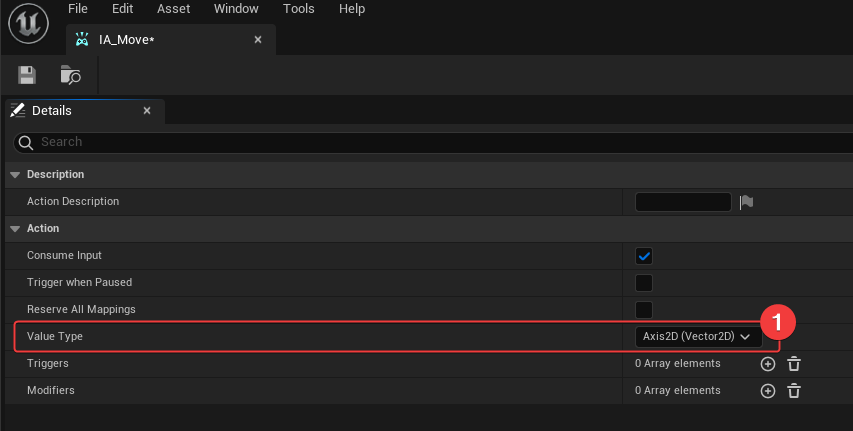 File Edit Asset Window Tools Help
IA_Move*
Details
Search
Description
Action Description
Action
Consume Input
Trigger when Paused
Reserve All Mappings
1
Value Type Axis2D (Vector2D)
Triggers 0 Array elements
Modifiers 0 Array elements